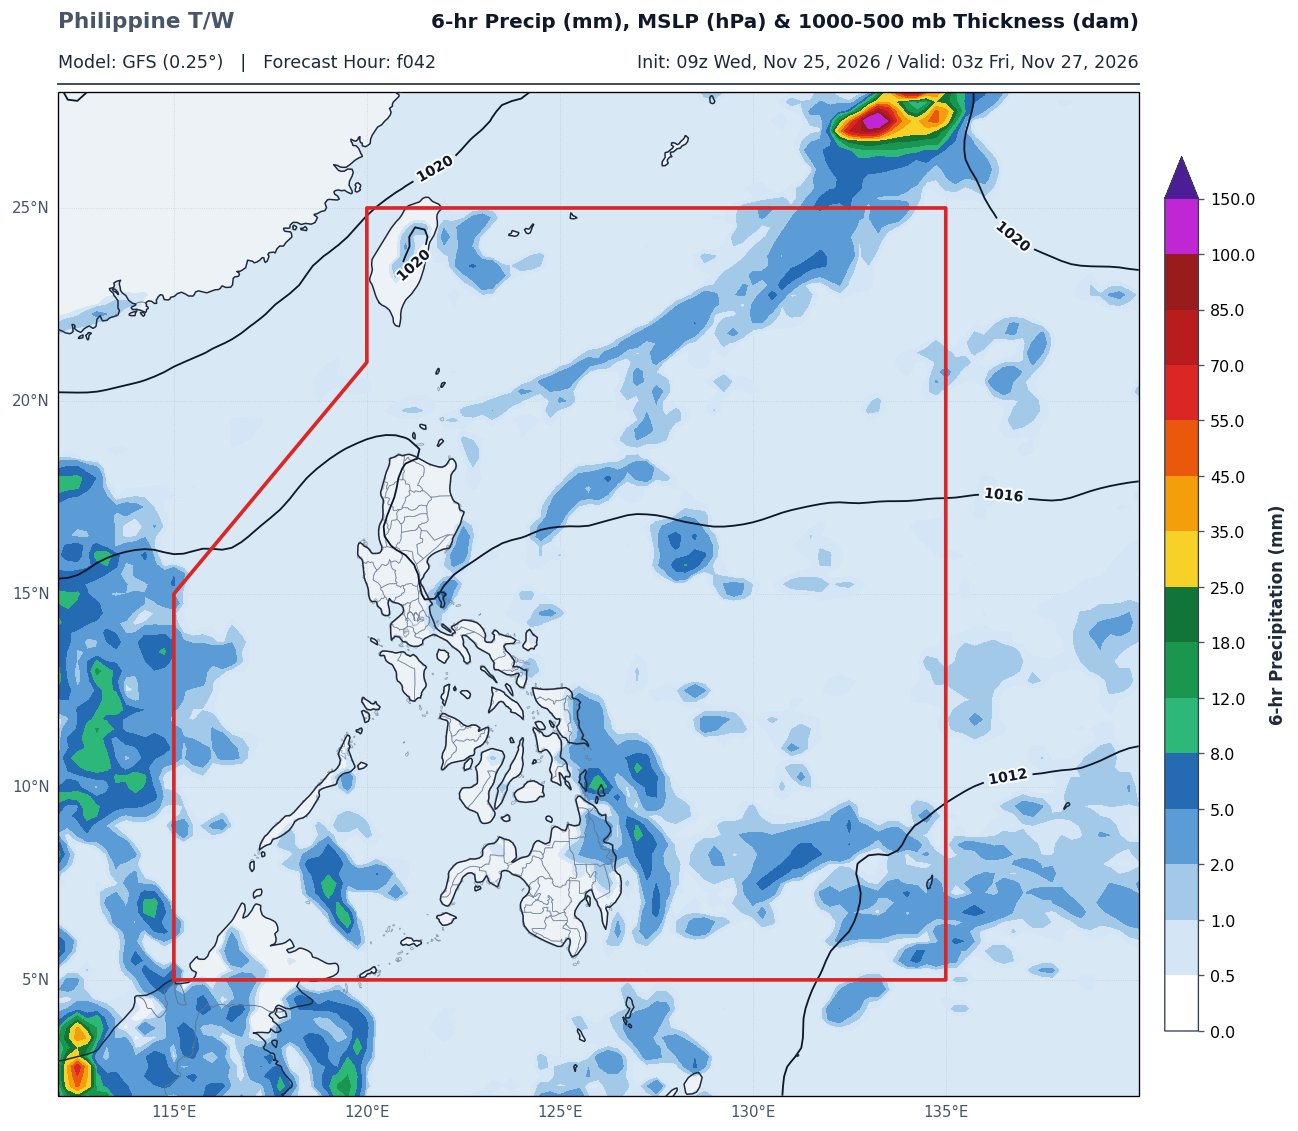 Philippine T/W
6-hr Precip (mm), MSLP (hPa) & 1000-500 mb Thickness (dam)
Model: GFS (0.25°) | Forecast Hour: f042
Init: 09z Wed, Nov 25, 2026 / Valid: 03z Fri, Nov 27, 2026
1020
1020
1020
1016
1012
25°N
20°N
15°N
10°N
5°N
115°E
120°E
125°E
130°E
135°E
150.0
100.0
85.0
70.0
55.0
45.0
35.0
25.0
18.0
12.0
8.0
5.0
2.0
1.0
0.5
0.0
6-hr Precipitation (mm)